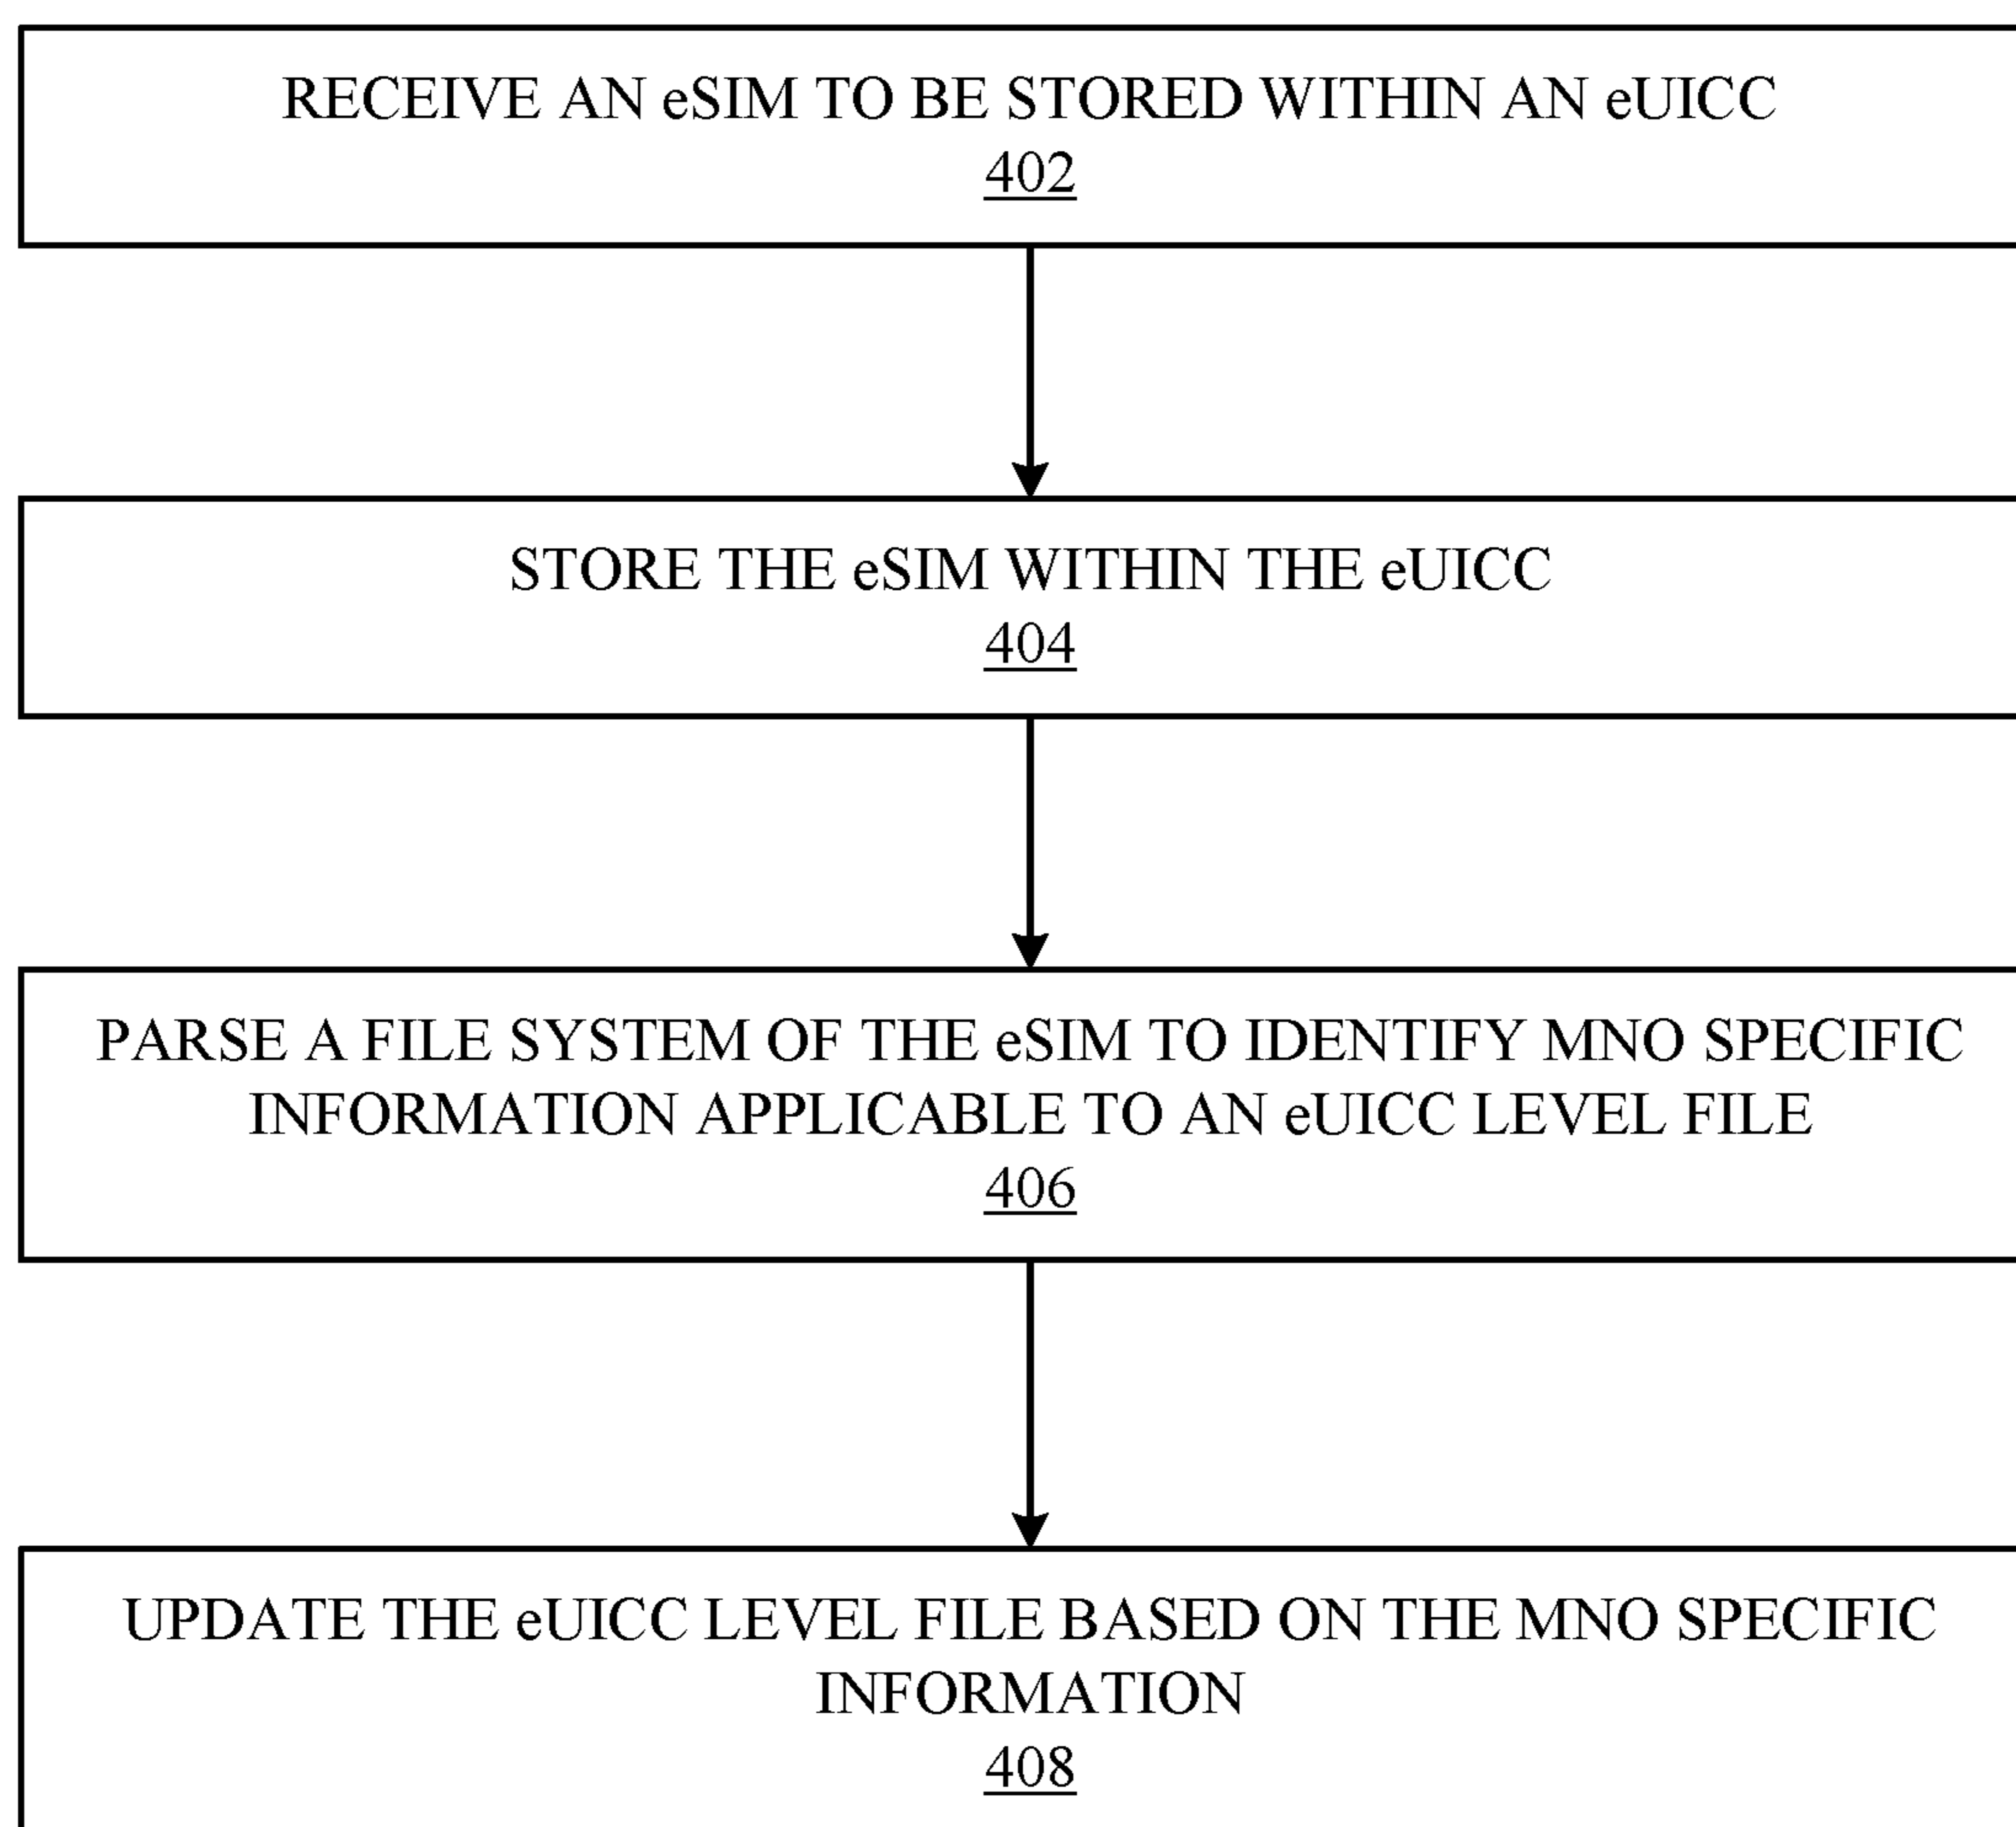 RECEIVE AN eSIM TO BE STORED WITHIN AN eUICC
402
STORE THE eSIM WITHIN THE eUICC
404
PARSE A FILE SYSTEM OF THE eSIM TO IDENTIFY MNO SPECIFIC
INFORMATION APPLICABLE TO AN eUICC LEVEL FILE
406
UPDATE THE eUICC LEVEL FILE BASED ON THE MNO SPECIFIC
INFORMATION
408